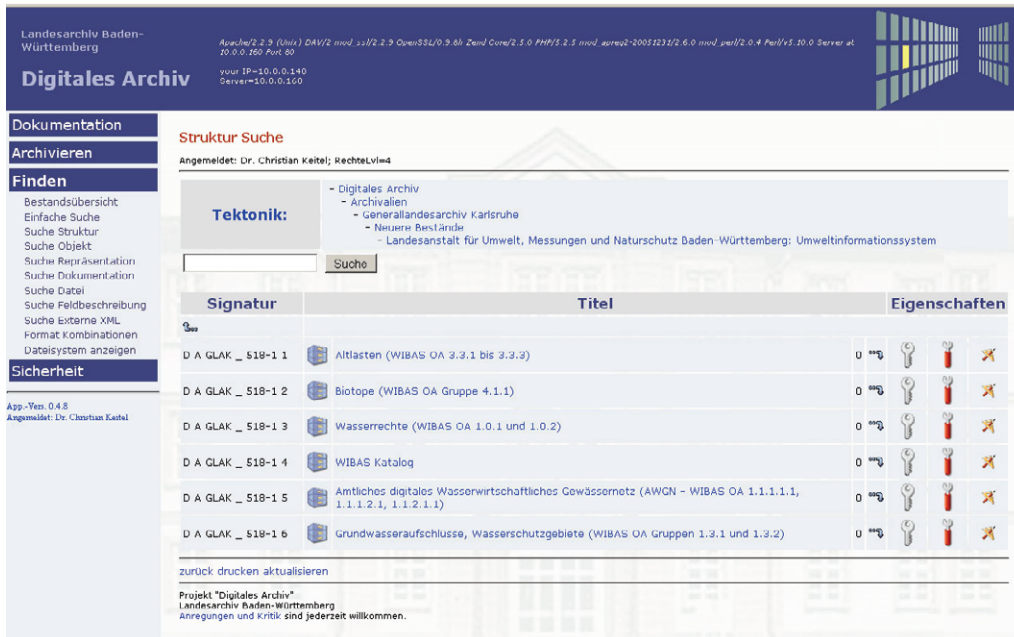 Landesarchiv Baden-
Württemberg
Digitales Archiv
Apache/2.2.9 (Unix) DAV/2 mod_ssl/2.2.9 OpenSSL/0.9.8h Zend Core/2.5.0 PHP/5.2.5 mod_apreq2-20051231/2.6.0 mod_perl/2.0.4 Perl/v5.10.0 Server at
10.0.0.160 Port 80
your IP=10.0.0.140
Server=10.0.0.160
Dokumentation
Archivieren
Finden
Bestandsübersicht
Einfache Suche
Suche Struktur
Suche Objekt
Suche Repräsentation
Suche Dokumentation
Suche Datei
Suche Feldbeschreibung
Suche Externe XML
Format Kombinationen
Dateisystem anzeigen
Sicherheit
App.-Vers. 0.4.8
Angemeldet: Dr. Christian Keitel
Struktur Suche
Angemeldet: Dr. Christian Keitel; RechteLvl=4
Tektonik:
- Digitales Archiv
- Archivalien
- Generallandesarchiv Karlsruhe
- Neuere Bestände
- Landesanstalt für Umwelt, Messungen und Naturschutz Baden-Württemberg: Umweltinformationssystem
Suche
Signatur Titel Eigenschaften
D A GLAK _ 518-1 1 Altlasten (WIBAS OA 3.3.1 bis 3.3.3) 0
D A GLAK _ 518-1 2 Biotope (WIBAS OA Gruppe 4.1.1) 0
D A GLAK _ 518-1 3 Wasserrechte (WIBAS OA 1.0.1 und 1.0.2) 0
D A GLAK _ 518-1 4 WIBAS Katalog 0
D A GLAK _ 518-1 5 Amtliches digitales Wasserwirtschaftliches Gewässernetz (AWGN - WIBAS OA 1.1.1.1.1, 0
1.1.1.2.1, 1.1.2.1.1)
D A GLAK _ 518-1 6 Grundwasseraufschlusse, Wasserschutzgebiete (WIBAS OA Gruppen 1.3.1 und 1.3.2) 0
zurück drucken aktualisieren
Projekt "Digitales Archiv"
Landesarchiv Baden-Württemberg
Anregungen und Kritik sind jederzeit willkommen.